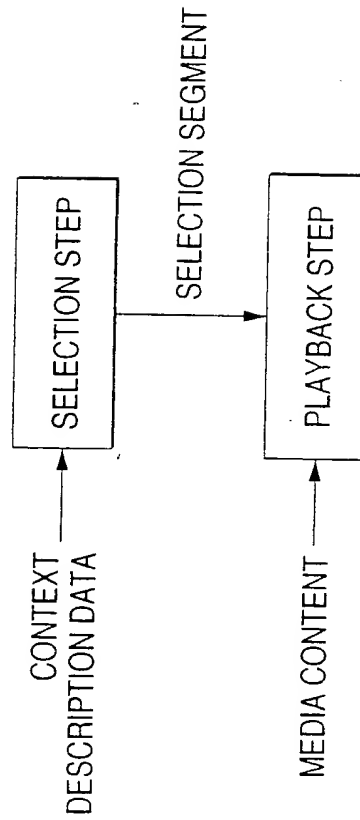 CONTEXT
DESCRIPTION DATA
SELECTION STEP
SELECTION SEGMENT
MEDIA CONTENT
PLAYBACK STEP